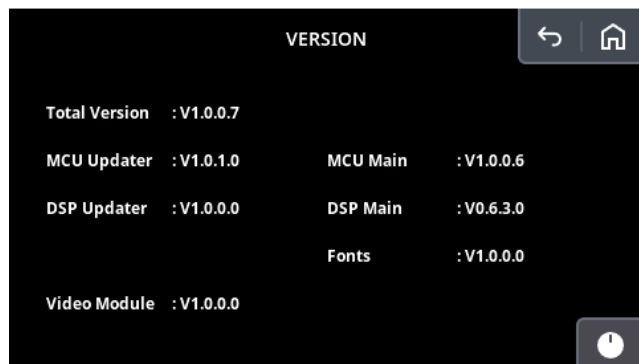 VERSION
Total Version : V1.0.0.7
MCU Updater : V1.0.1.0 MCU Main : V1.0.0.6
DSP Updater : V1.0.0.0 DSP Main : V0.6.3.0
Fonts : V1.0.0.0
Video Module : V1.0.0.0